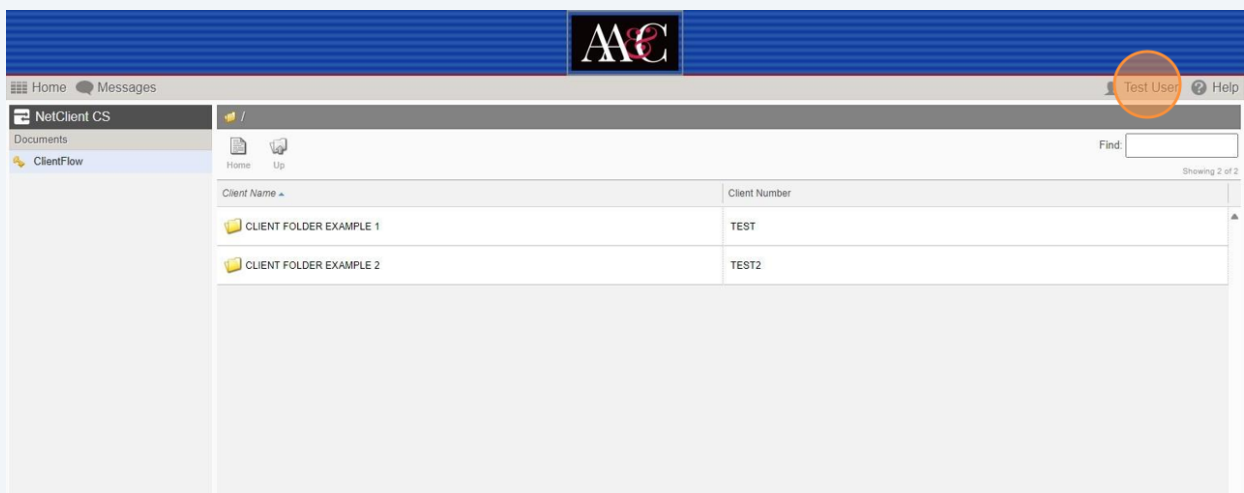 AA&C
Home Messages Test User Help
NetClient CS
/
Documents
ClientFlow
Home Up
Find:
Showing 2 of 2
Client Name Client Number
CLIENT FOLDER EXAMPLE 1 TEST
CLIENT FOLDER EXAMPLE 2 TEST2